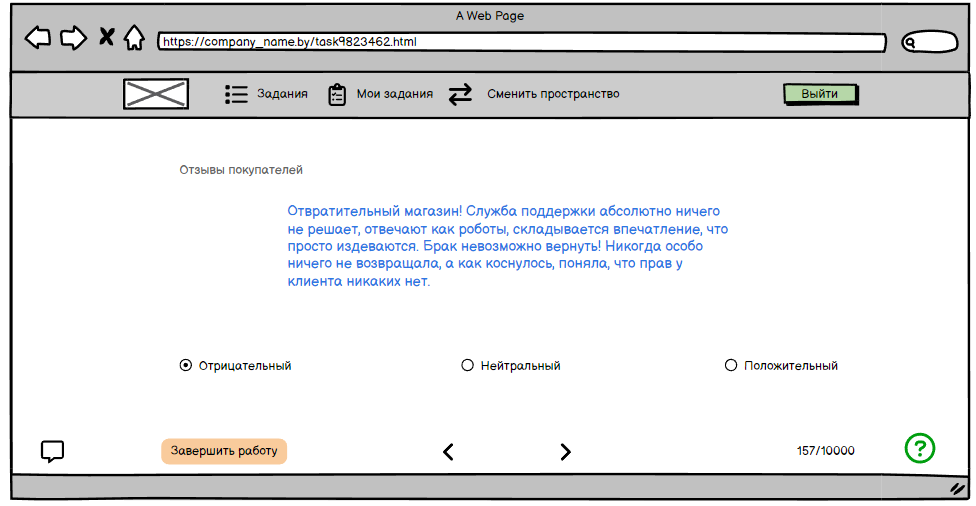 A Web Page
https://company_name.by/task9823462.html
Задания Мои задания Сменить пространство Выйти
Отзывы покупателей
Отвратительный магазин! Служба поддержки абсолютно ничего
не решает, отвечают как роботы, складывается впечатление, что
просто издеваются. Брак невозможно вернуть! Никогда особо
ничего не возвращала, а как коснулось, поняла, что прав у
клиента никаких нет.
Отрицательный Нейтральный Положительный
Завершить работу 157/10000 ?